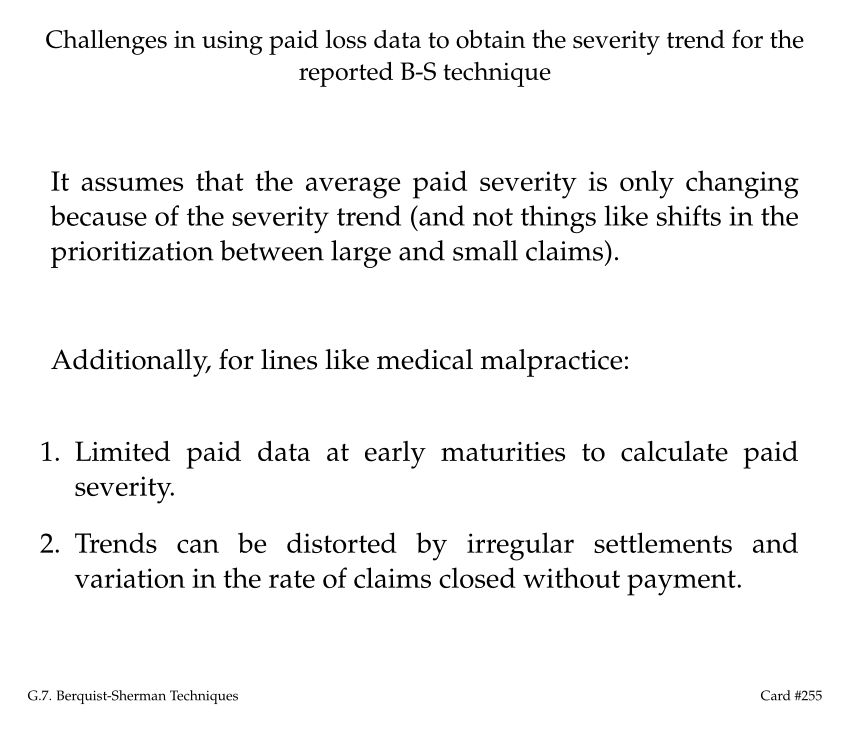 Challenges in using paid loss data to obtain the severity trend for the
reported B-S technique
It assumes that the average paid severity is only changing
because of the severity trend (and not things like shifts in the
prioritization between large and small claims).
Additionally, for lines like medical malpractice:
1. Limited paid data at early maturities to calculate paid
severity.
2. Trends can be distorted by irregular settlements and
variation in the rate of claims closed without payment.
G.7. Berquist-Sherman Techniques
Card #255